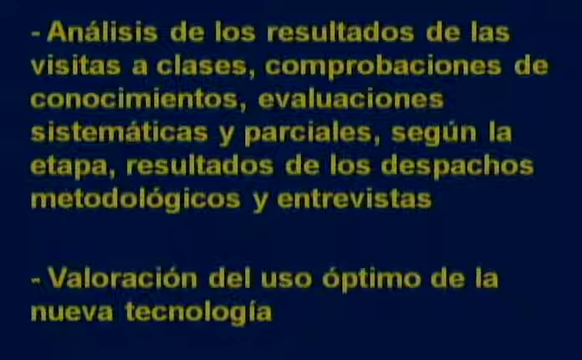 - Análisis de los resultados de las
visitas a clases, comprobaciones de
conocimientos, evaluaciones
sistemáticas y parciales, según la
etapa, resultados de los despachos
metodológicos y entrevistas
- Valoración del uso óptimo de la
nueva tecnología